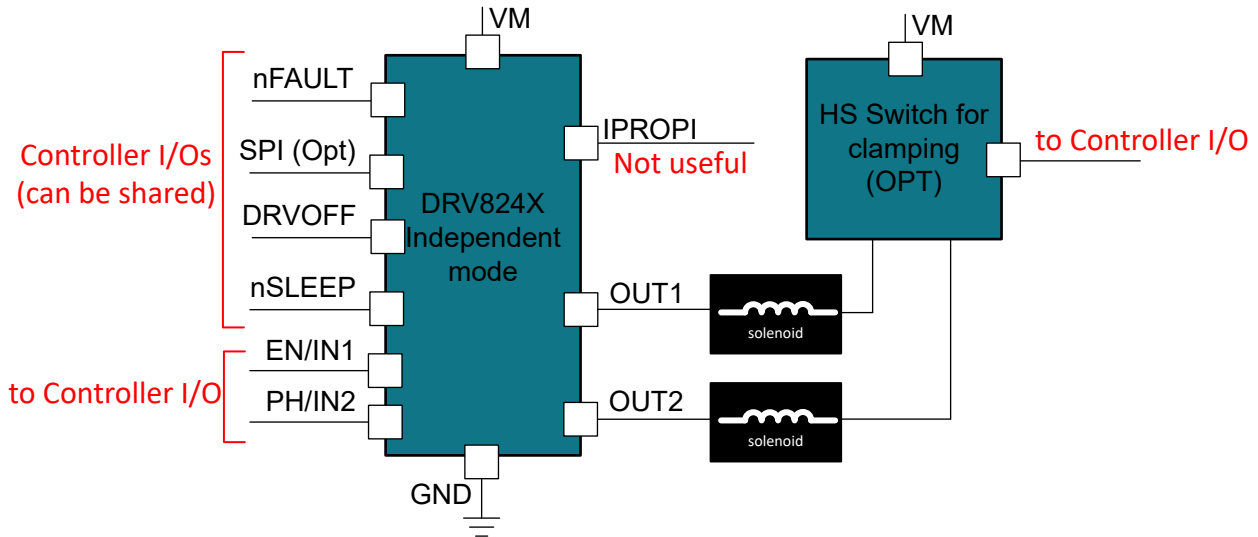 VM
VM
nFAULT
SPI (Opt)
DRVOFF
nSLEEP
Controller I/Os
(can be shared)
EN/IN1
PH/IN2
to Controller I/O
DRV824X
Independent
mode
IPROPI
Not useful
OUT1
OUT2
GND
solenoid
solenoid
HS Switch for
clamping
(OPT)
to Controller I/O